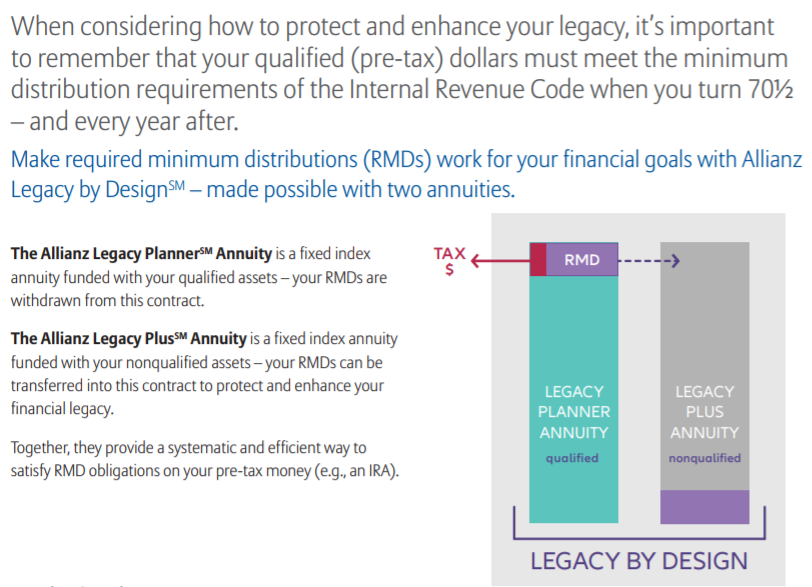 When considering how to protect and enhance your legacy, it's important
to remember that your qualified (pre-tax) dollars must meet the minimum
distribution requirements of the Internal Revenue Code when you turn 70½
– and every year after.
Make required minimum distributions (RMDs) work for your financial goals with Allianz
Legacy by Design℠ – made possible with two annuities.
The Allianz Legacy Planner℠ Annuity is a fixed index
annuity funded with your qualified assets – your RMDs are
withdrawn from this contract.
The Allianz Legacy Plus℠ Annuity is a fixed index annuity
funded with your nonqualified assets – your RMDs can be
transferred into this contract to protect and enhance your
financial legacy.
Together, they provide a systematic and efficient way to
satisfy RMD obligations on your pre-tax money (e.g., an IRA).
TAX
$
RMD
LEGACY
PLANNER
ANNUITY
qualified
LEGACY
PLUS
ANNUITY
nonqualified
LEGACY BY DESIGN